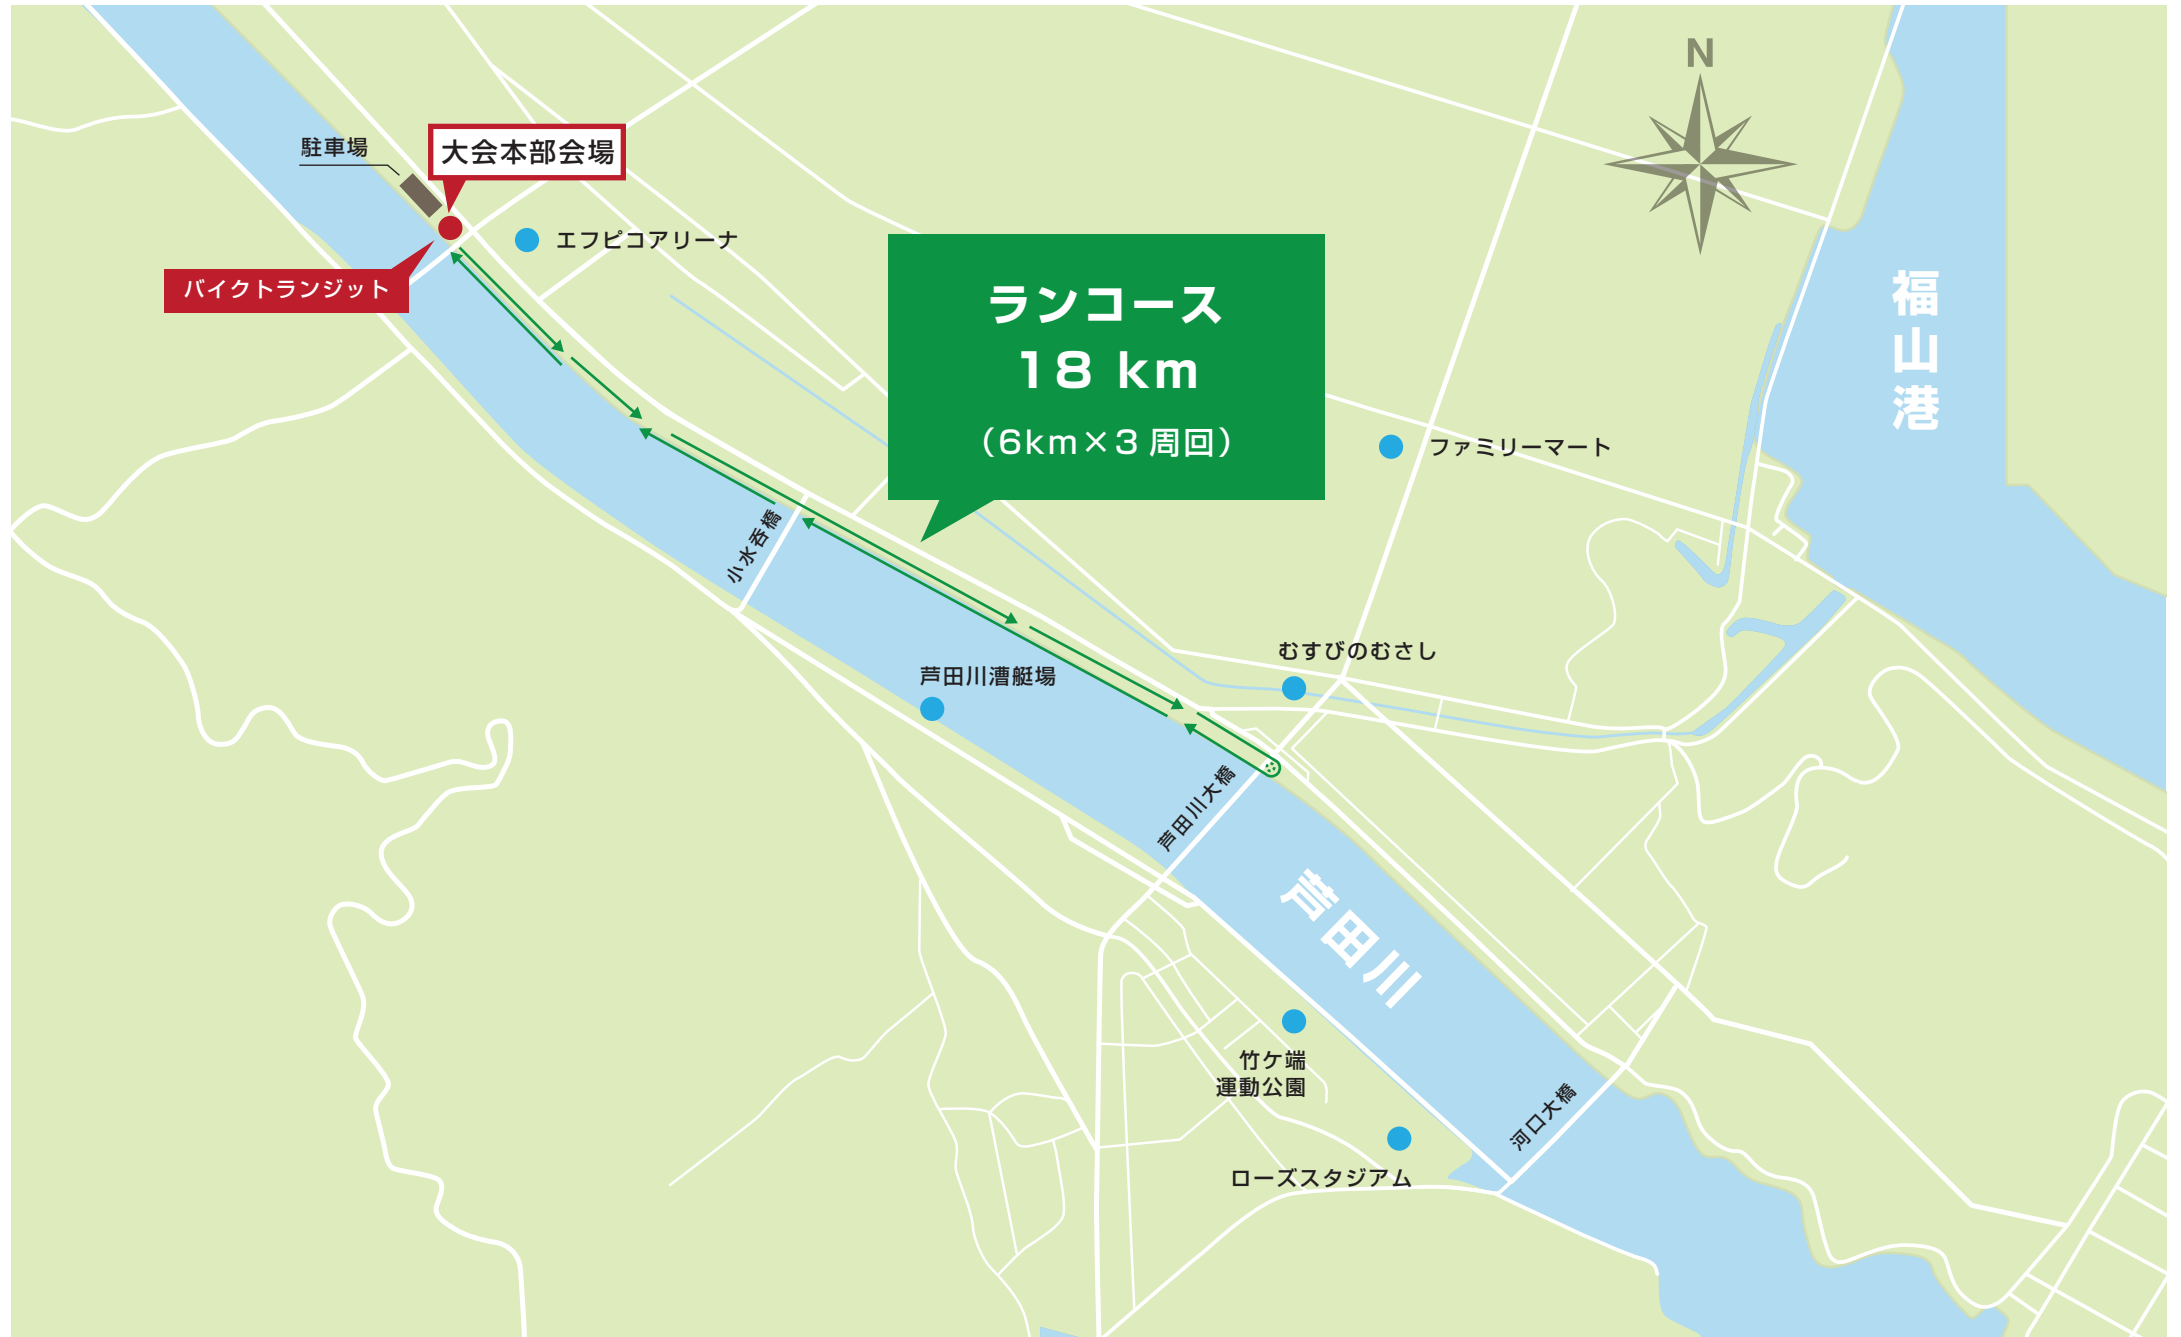 N
駐車場
大会本部会場
エフピコアリーナ
バイクトランジット
ランコース
18 km
（6km×3 周回）
福山港
ファミリーマート
小水呑橋
芦田川漕艇場
むすびのむさし
芦田川大橋
芦田川
竹ケ端
運動公園
河口大橋
ローズスタジアム